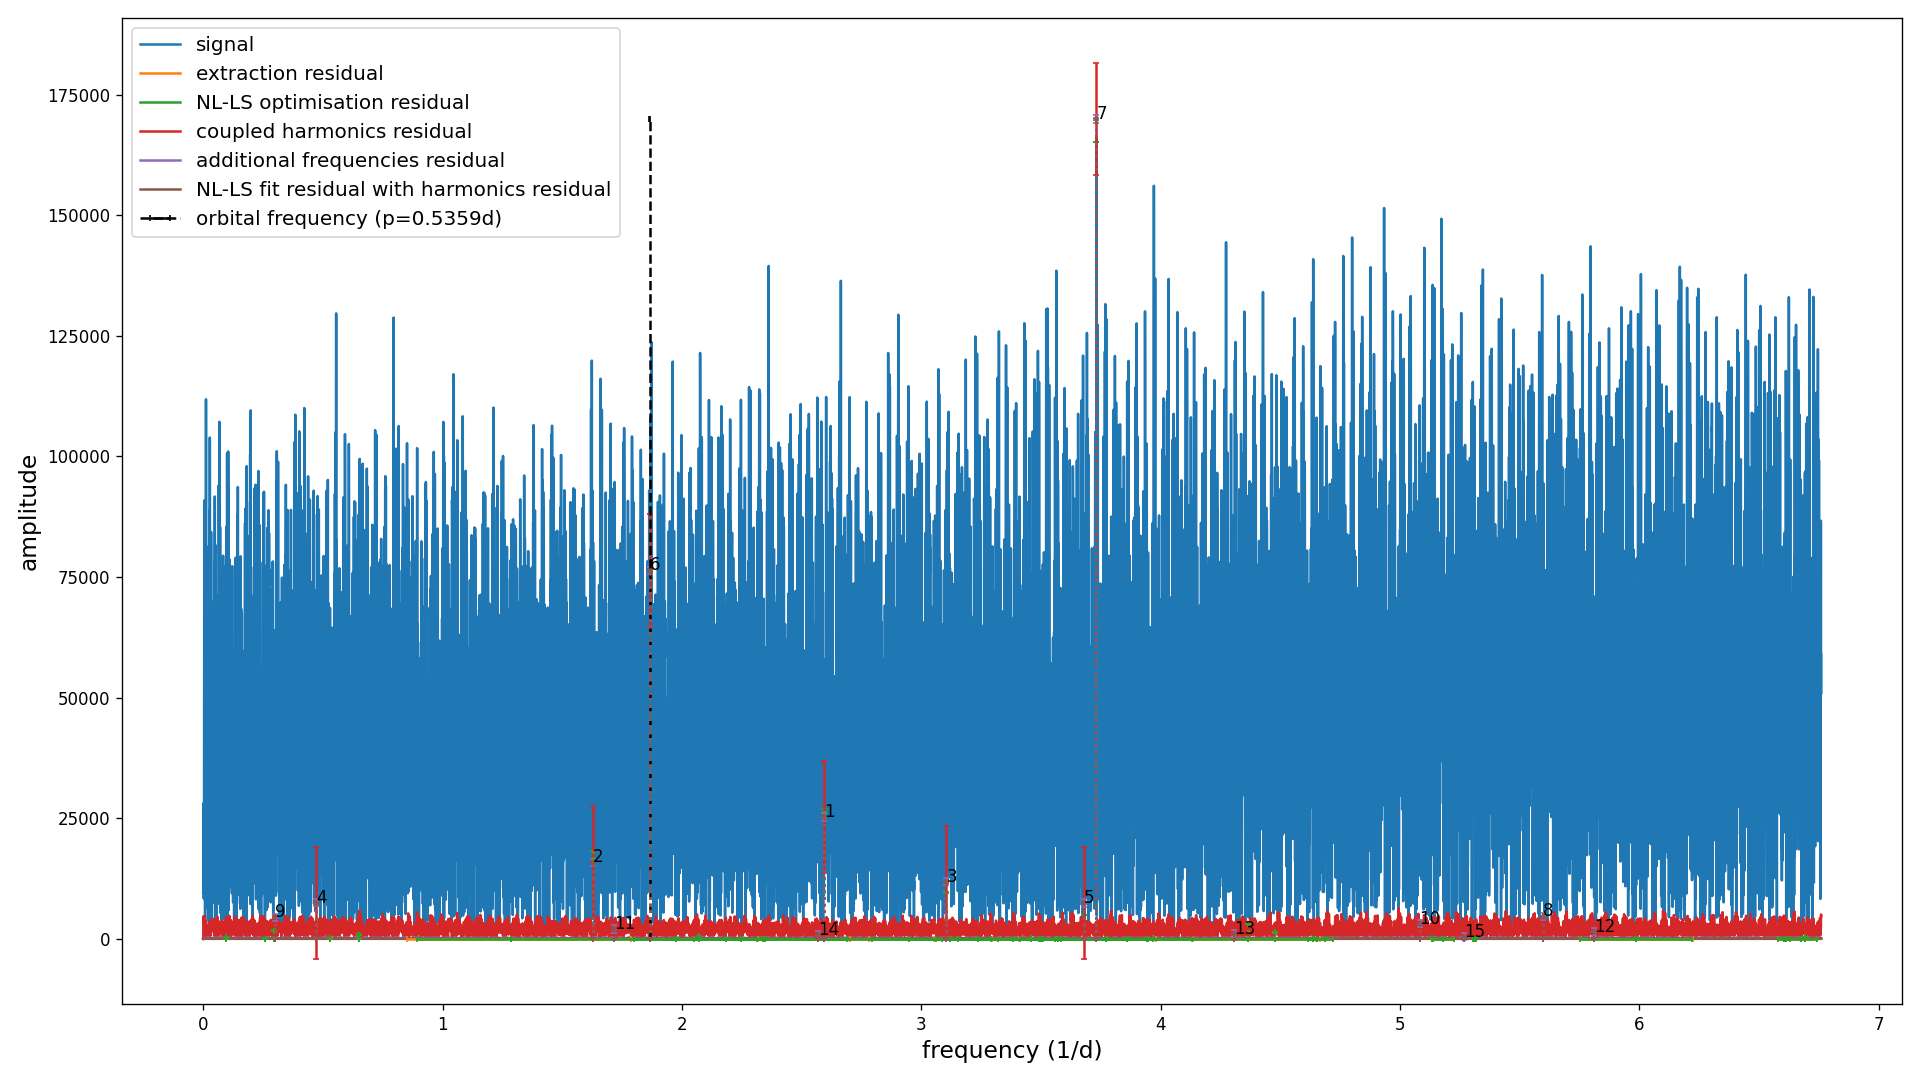 signal
extraction residual
NL-LS optimisation residual
coupled harmonics residual
additional frequencies residual
NL-LS fit residual with harmonics residual
orbital frequency (p=0.5359d)
175000
150000
125000
100000
75000
50000
25000
0
amplitude
7
6
1
2
3
4
5
9
11
14
13
10
15
8
12
0 1 2 3 4 5 6 7
frequency (1/d)